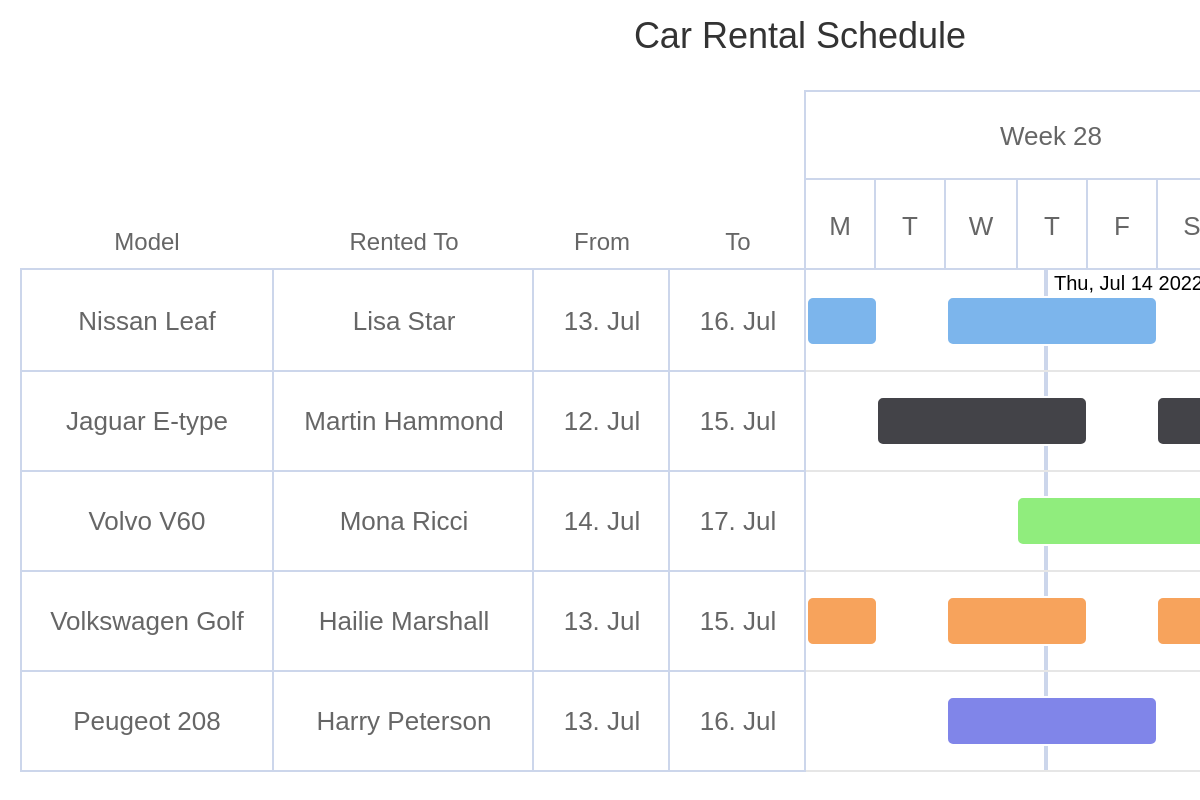 Car Rental Schedule
Week 28
Model Rented To From To M T W T F S
Thu, Jul 14 2022
Nissan Leaf Lisa Star 13. Jul 16. Jul
Jaguar E-type Martin Hammond 12. Jul 15. Jul
Volvo V60 Mona Ricci 14. Jul 17. Jul
Volkswagen Golf Hailie Marshall 13. Jul 15. Jul
Peugeot 208 Harry Peterson 13. Jul 16. Jul